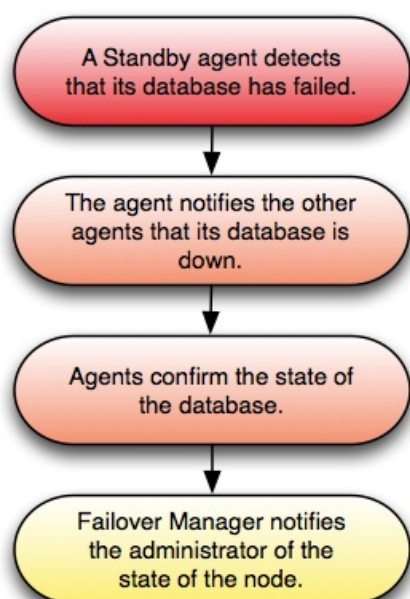 A Standby agent detects
that its database has failed.
The agent notifies the other
agents that its database is
down.
Agents confirm the state of
the database.
Failover Manager notifies
the administrator of the
state of the node.